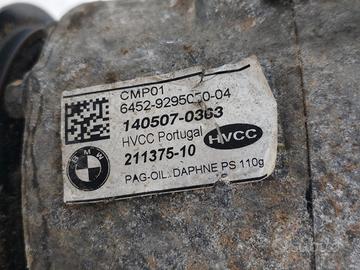 CMP01
6452-9295050-04
140507-0363
HVCC Portugal HVCC
BMW 211375-10
PAG-OIL: DAPHNE PS 110g